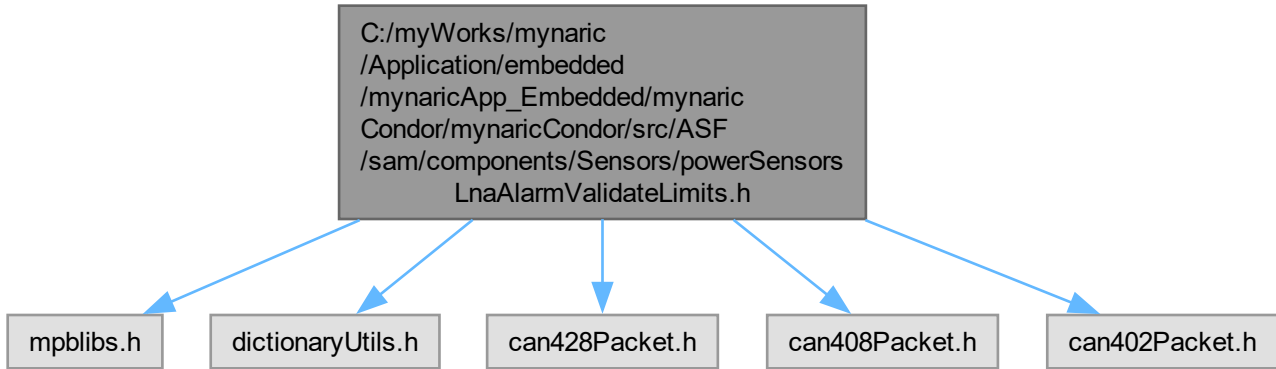 C:/myWorks/mynaric
/Application/embedded
/mynaricApp_Embedded/mynaric
Condor/mynaricCondor/src/ASF
/sam/components/Sensors/powerSensors
LnaAlarmValidateLimits.h
mpblibs.h
dictionaryUtils.h
can428Packet.h
can408Packet.h
can402Packet.h